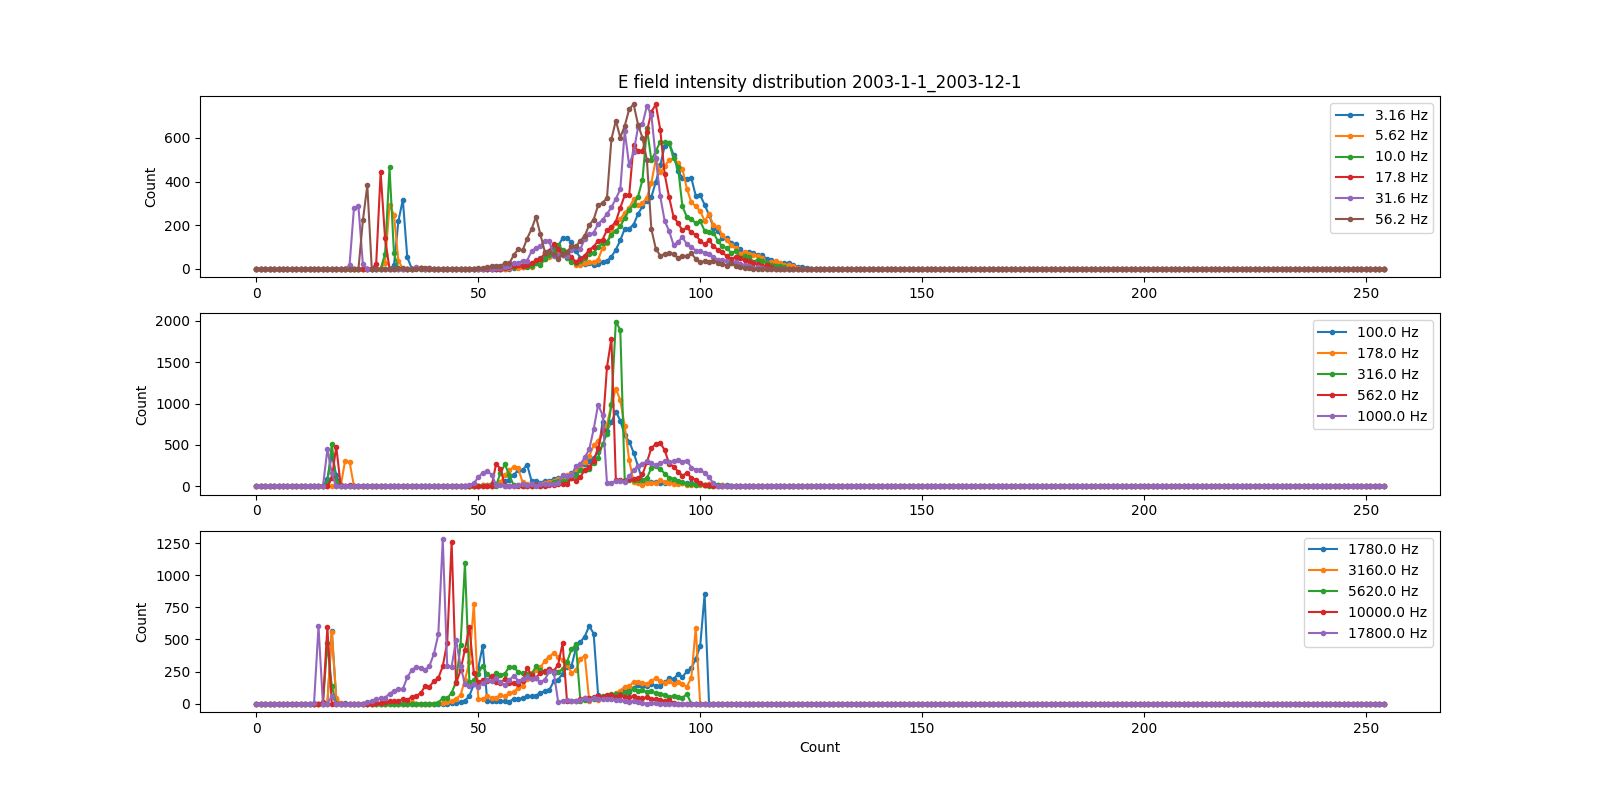 E field intensity distribution 2003-1-1_2003-12-1
Count
600
400
200
0
3.16 Hz
5.62 Hz
10.0 Hz
17.8 Hz
31.6 Hz
56.2 Hz
0 50 100 150 200 250
Count
2000
1500
1000
500
0
100.0 Hz
178.0 Hz
316.0 Hz
562.0 Hz
1000.0 Hz
0 50 100 150 200 250
Count
1250
1000
750
500
250
0
1780.0 Hz
3160.0 Hz
5620.0 Hz
10000.0 Hz
17800.0 Hz
0 50 100 150 200 250
Count